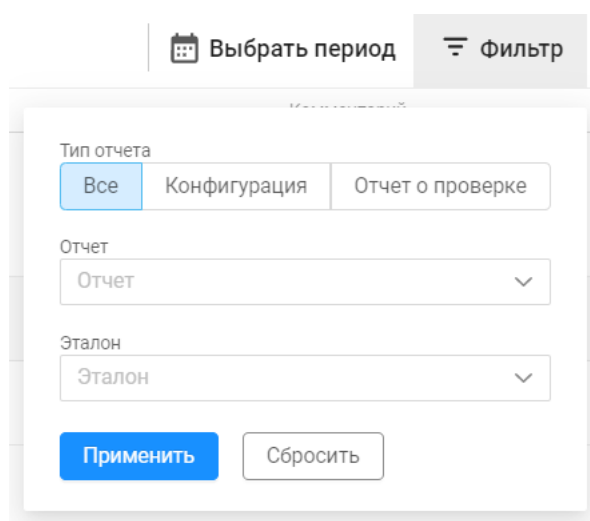 Выбрать период Фильтр
Тип отчета
Все Конфигурация Отчет о проверке
Отчет
Отчет
Эталон
Эталон
Применить Сбросить